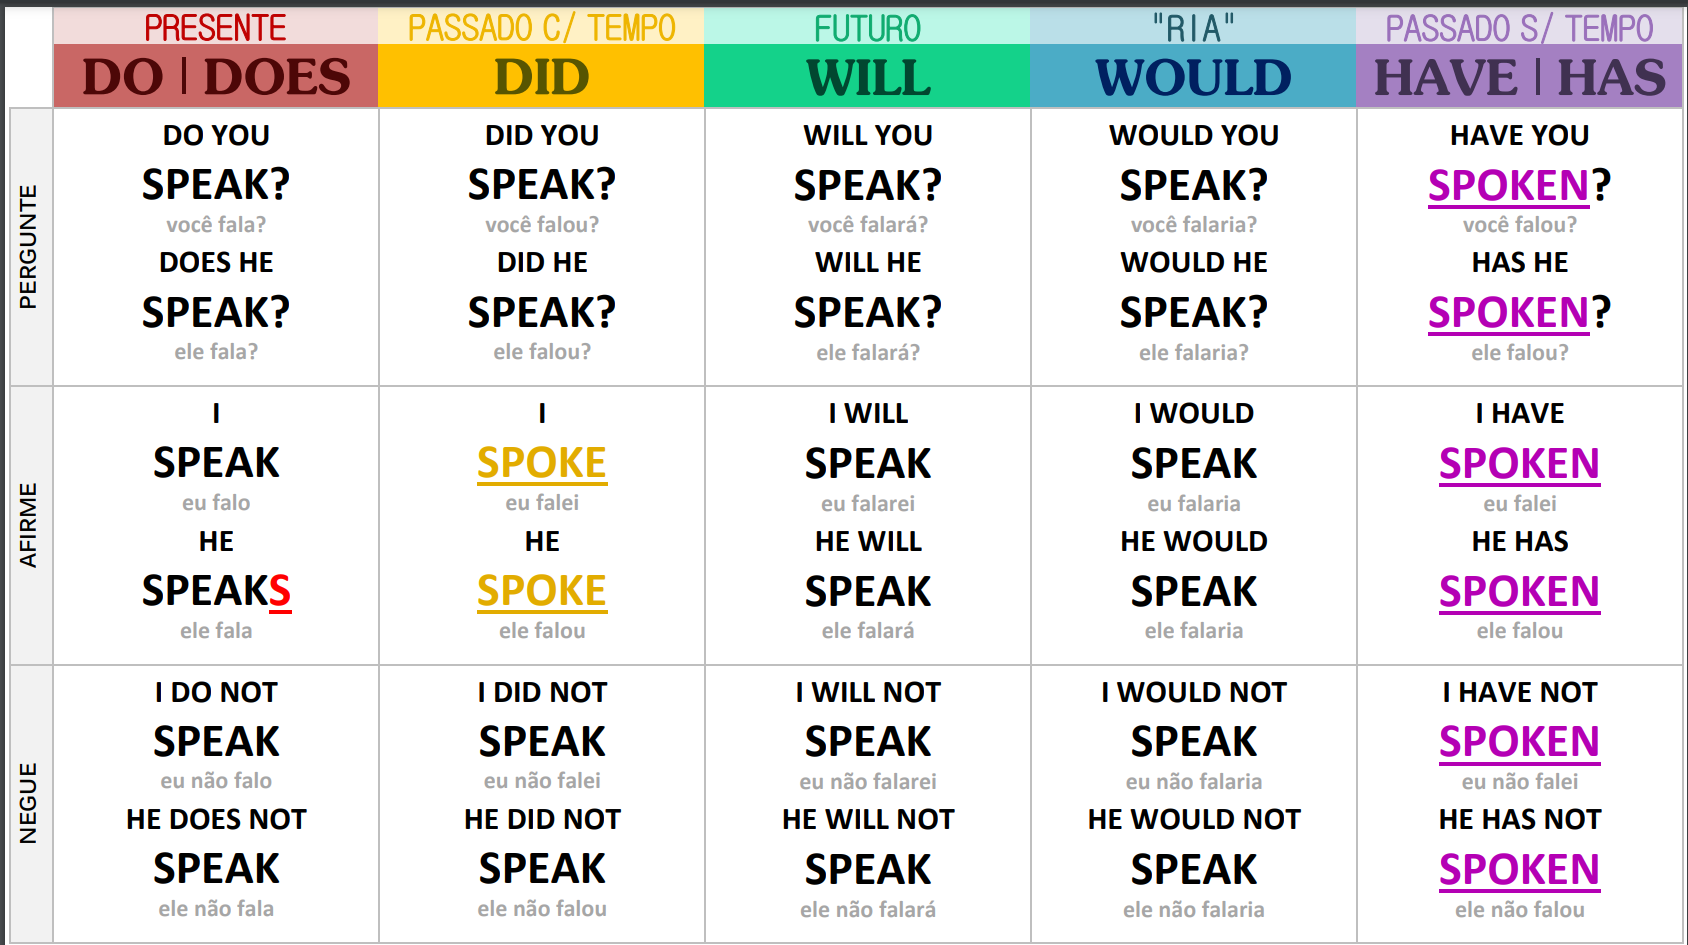 PRESENTE
PASSADO C/ TEMPO
FUTURO
"RIA"
PASSADO S/ TEMPO
DO | DOES
DID
WILL
WOULD
HAVE | HAS
PERGUNTE
DO YOU
SPEAK?
você fala?
DOES HE
SPEAK?
ele fala?
DID YOU
SPEAK?
você falou?
DID HE
SPEAK?
ele falou?
WILL YOU
SPEAK?
você falará?
WILL HE
SPEAK?
ele falará?
WOULD YOU
SPEAK?
você falaria?
WOULD HE
SPEAK?
ele falaria?
HAVE YOU
SPOKEN?
você falou?
HAS HE
SPOKEN?
ele falou?
AFIRME
I
SPEAK
eu falo
HE
SPEAKS
ele fala
I
SPOKE
eu falei
HE
SPOKE
ele falou
I WILL
SPEAK
eu falarei
HE WILL
SPEAK
ele falará
I WOULD
SPEAK
eu falaria
HE WOULD
SPEAK
ele falaria
I HAVE
SPOKEN
eu falei
HE HAS
SPOKEN
ele falou
NEGUE
I DO NOT
SPEAK
eu não falo
HE DOES NOT
SPEAK
ele não fala
I DID NOT
SPEAK
eu não falei
HE DID NOT
SPEAK
ele não falou
I WILL NOT
SPEAK
eu não falarei
HE WILL NOT
SPEAK
ele não falará
I WOULD NOT
SPEAK
eu não falaria
HE WOULD NOT
SPEAK
ele não falaria
I HAVE NOT
SPOKEN
eu não falei
HE HAS NOT
SPOKEN
ele não falou